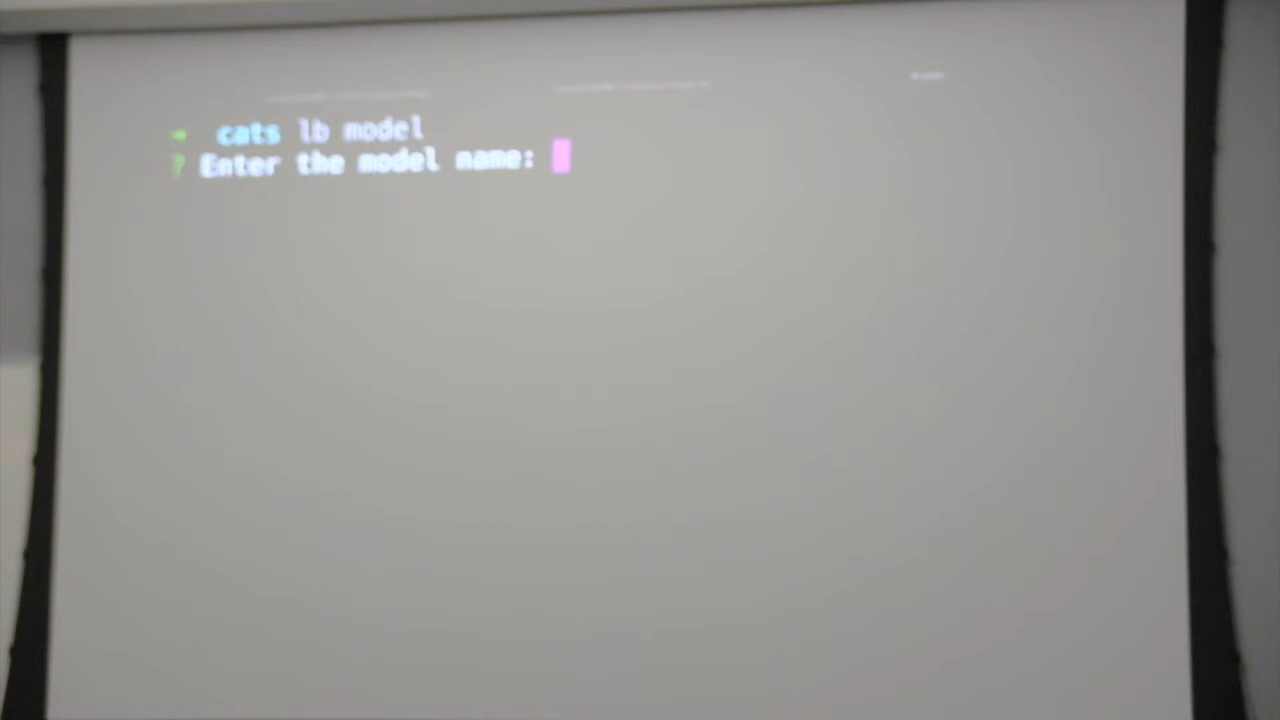 ➜ cats lb model
? Enter the model name: